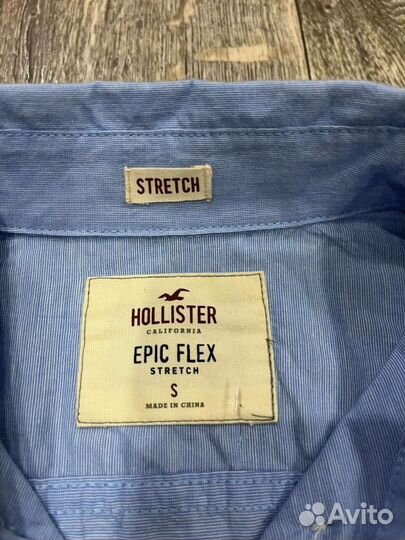 STRETCH
HOLLISTER
CALIFORNIA
EPIC FLEX
STRETCH
S
MADE IN CHINA
Avito